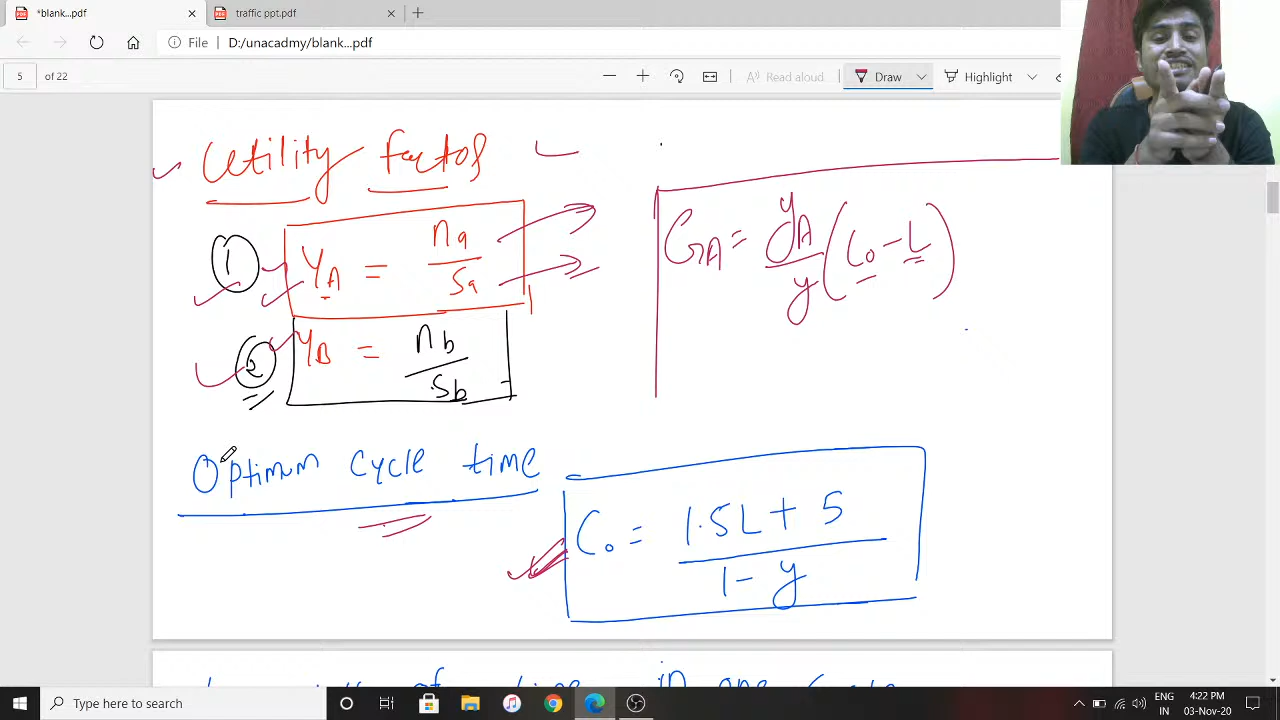 *blank...pdf
traffic ppt.pdf
File D:/unacadmy/blank...pdf
5 of 22
Read aloud
Draw
Highlight
Utility factor
1 YA = na/sa
2 YB = nb/sb
GA = yA/y (Co - L)
Optimum cycle time
Co = 1.5L + 5 / 1 - y
in one
Type here to search
ENG
IN
4:22 PM
03-Nov-20